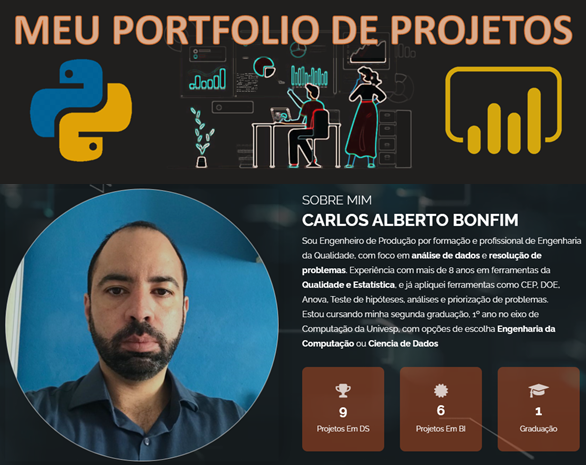 MEU PORTFOLIO DE PROJETOS
SOBRE MIM
CARLOS ALBERTO BONFIM
Sou Engenheiro de Produção por formação e profissional de Engenharia
da Qualidade, com foco em análise de dados e resolução de
problemas. Experiência com mais de 8 anos em ferramentas da
Qualidade e Estatística, e já apliquei ferramentas como CEP, DOE,
Anova, Teste de hipóteses, análises e priorização de problemas.
Estou cursando minha segunda graduação, 1º ano no eixo de
Computação da Univesp, com opções de escolha Engenharia da
Computação ou Ciencia de Dados
9
Projetos Em DS
6
Projetos Em BI
1
Graduação